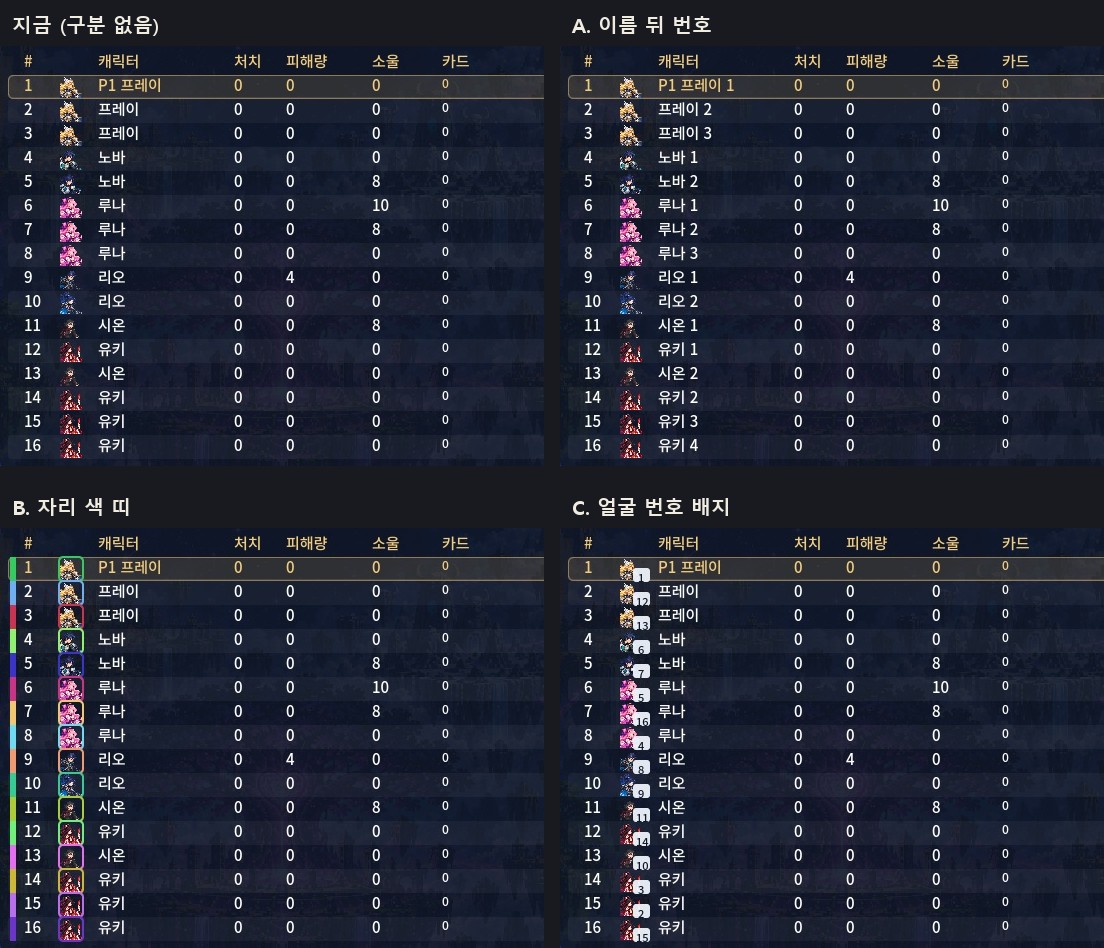 지금 (구분 없음)
# 캐릭터 처치 피해량 소울 카드
1 P1 프레이 0 0 0 0
2 프레이 0 0 0 0
3 프레이 0 0 0 0
4 노바 0 0 0 0
5 노바 0 0 8 0
6 루나 0 0 10 0
7 루나 0 0 8 0
8 루나 0 0 0 0
9 리오 0 4 0 0
10 리오 0 0 0 0
11 시온 0 0 8 0
12 유키 0 0 0 0
13 시온 0 0 0 0
14 유키 0 0 0 0
15 유키 0 0 0 0
16 유키 0 0 0 0
A. 이름 뒤 번호
# 캐릭터 처치 피해량 소울 카드
1 P1 프레이 1 0 0 0 0
2 프레이 2 0 0 0 0
3 프레이 3 0 0 0 0
4 노바 1 0 0 0 0
5 노바 2 0 0 8 0
6 루나 1 0 0 10 0
7 루나 2 0 0 8 0
8 루나 3 0 0 0 0
9 리오 1 0 4 0 0
10 리오 2 0 0 0 0
11 시온 1 0 0 8 0
12 유키 1 0 0 0 0
13 시온 2 0 0 0 0
14 유키 2 0 0 0 0
15 유키 3 0 0 0 0
16 유키 4 0 0 0 0
B. 자리 색 띠
# 캐릭터 처치 피해량 소울 카드
1 P1 프레이 0 0 0 0
2 프레이 0 0 0 0
3 프레이 0 0 0 0
4 노바 0 0 0 0
5 노바 0 0 8 0
6 루나 0 0 10 0
7 루나 0 0 8 0
8 루나 0 0 0 0
9 리오 0 4 0 0
10 리오 0 0 0 0
11 시온 0 0 8 0
12 유키 0 0 0 0
13 시온 0 0 0 0
14 유키 0 0 0 0
15 유키 0 0 0 0
16 유키 0 0 0 0
C. 얼굴 번호 배지
# 캐릭터 처치 피해량 소울 카드
1 1 P1 프레이 0 0 0 0
2 12 프레이 0 0 0 0
3 13 프레이 0 0 0 0
4 6 노바 0 0 0 0
5 7 노바 0 0 8 0
6 5 루나 0 0 10 0
7 16 루나 0 0 8 0
8 4 루나 0 0 0 0
9 8 리오 0 4 0 0
10 9 리오 0 0 0 0
11 11 시온 0 0 8 0
12 14 유키 0 0 0 0
13 10 시온 0 0 0 0
14 3 유키 0 0 0 0
15 2 유키 0 0 0 0
16 15 유키 0 0 0 0